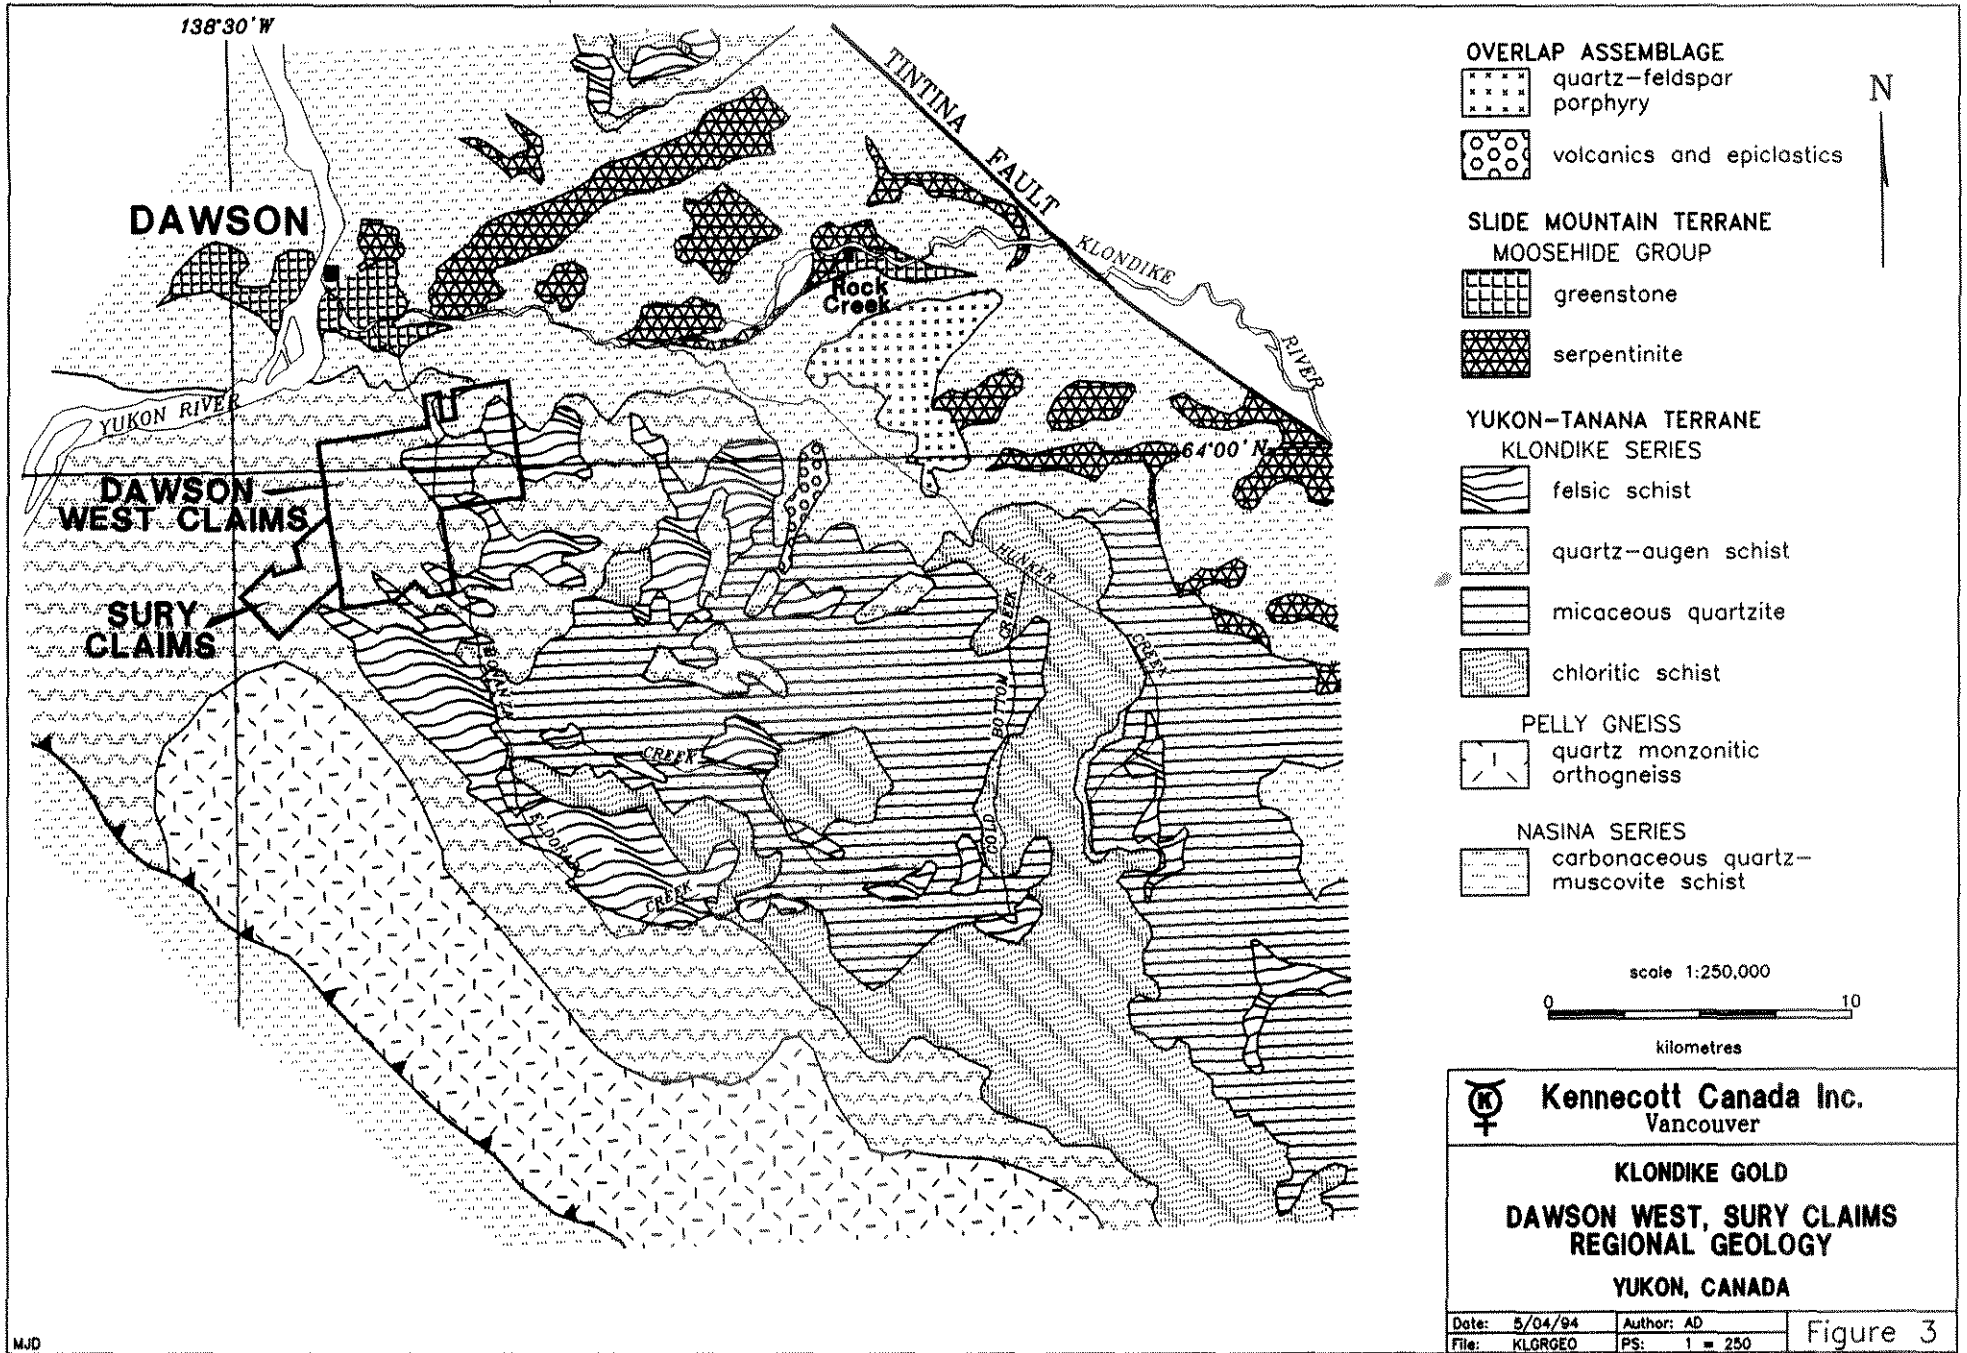 138°30'W
TINTINA FAULT
DAWSON
KLONDIKE RIVER
Rock
Creek
YUKON RIVER
64°00' N
DAWSON
WEST CLAIMS
SURY
CLAIMS
HUNKER CREEK
BONANZA CREEK
GOLD BOTTOM CREEK
ELDORADO CREEK
MJD
OVERLAP ASSEMBLAGE
quartz-feldspar
porphyry
volcanics and epiclastics
N
SLIDE MOUNTAIN TERRANE
MOOSEHIDE GROUP
greenstone
serpentinite
YUKON-TANANA TERRANE
KLONDIKE SERIES
felsic schist
quartz-augen schist
micaceous quartzite
chloritic schist
PELLY GNEISS
quartz monzonitic
orthogneiss
NASINA SERIES
carbonaceous quartz-
muscovite schist
scale 1:250,000
0 10
kilometres
K
Kennecott Canada Inc.
Vancouver
KLONDIKE GOLD
DAWSON WEST, SURY CLAIMS
REGIONAL GEOLOGY
YUKON, CANADA
Date: 5/04/94 Author: AD
File: KLGRGEO PS: 1 = 250
Figure 3